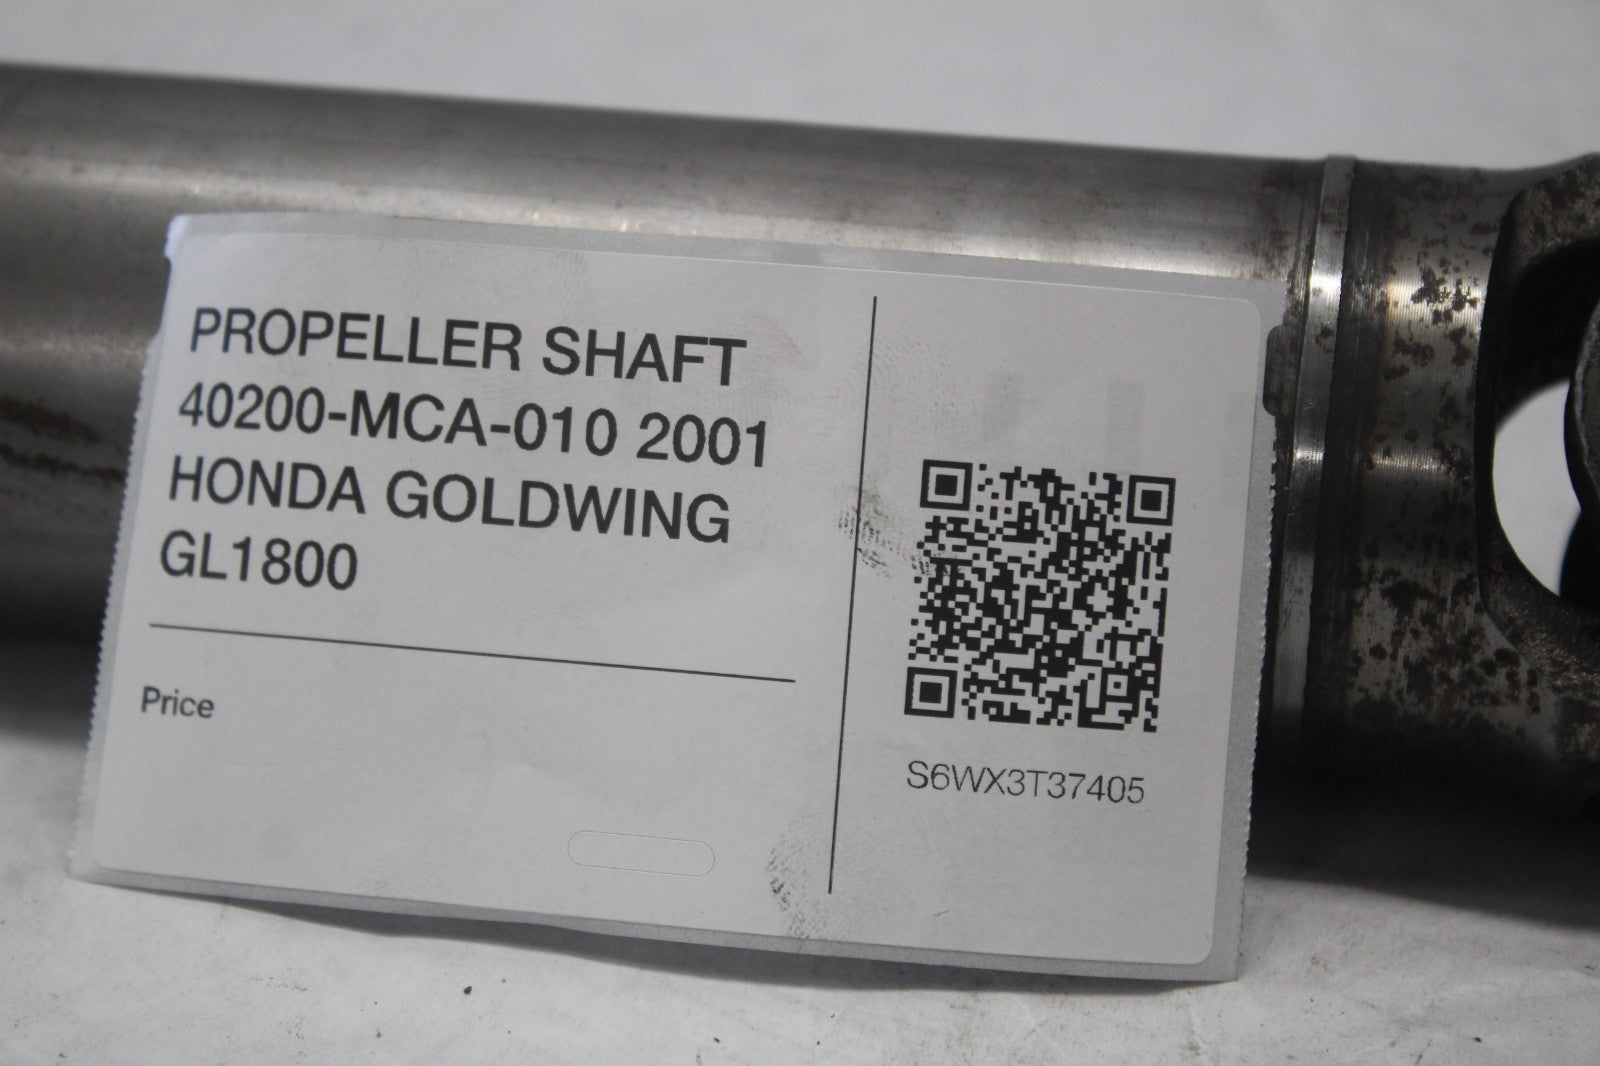 PROPELLER SHAFT
40200-MCA-010 2001
HONDA GOLDWING
GL1800
Price
S6WX3T37405